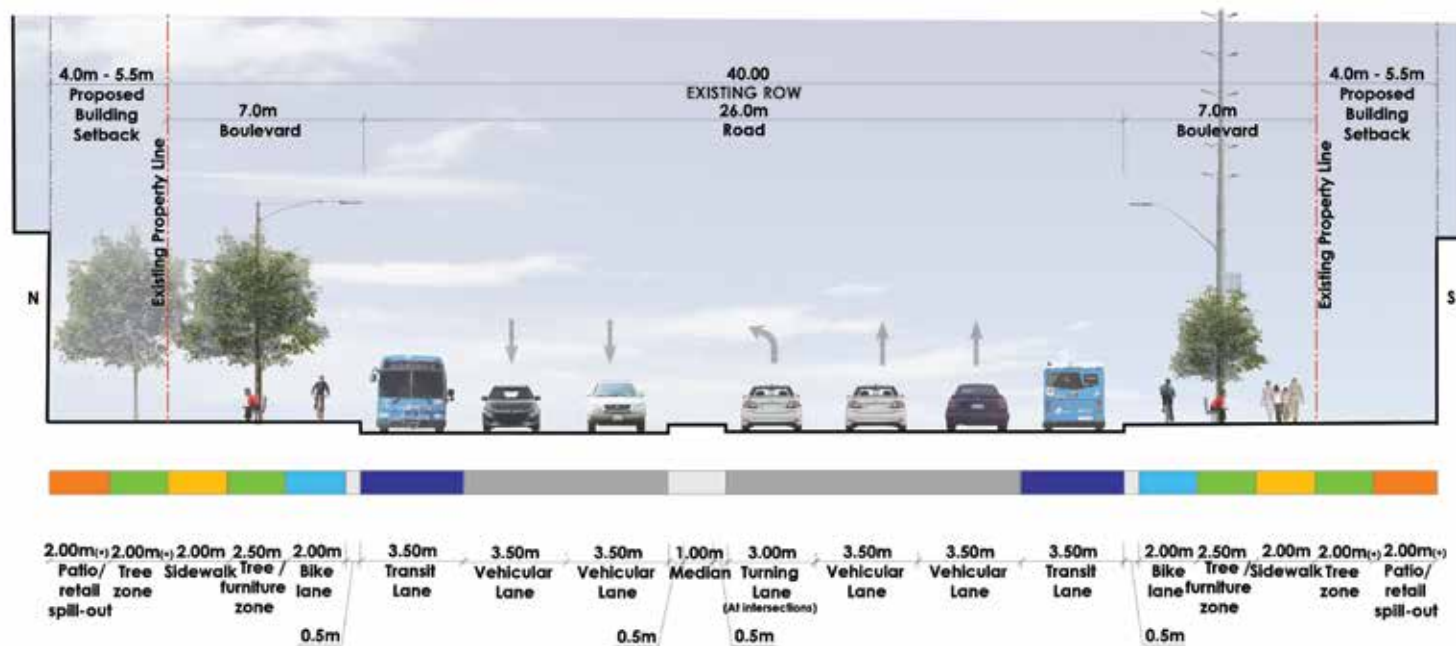 4.0m - 5.5m
Proposed
Building
Setback
40.00
EXISTING ROW
4.0m - 5.5m
Proposed
Building
Setback
7.0m
Boulevard
26.0m
Road
7.0m
Boulevard
Existing Property Line
Existing Property Line
N
S
2.00m(+)
Patio/
retail
spill-out
2.00m(+)
Tree
zone
2.00m
Sidewalk
2.50m
Tree /
furniture
zone
2.00m
Bike
lane
0.5m
3.50m
Transit
Lane
3.50m
Vehicular
Lane
3.50m
Vehicular
Lane
0.5m
1.00m
Median
0.5m
3.00m
Turning
Lane
(At intersections)
3.50m
Vehicular
Lane
3.50m
Vehicular
Lane
3.50m
Transit
Lane
0.5m
2.00m
Bike
lane
2.50m
Tree /
furniture
zone
2.00m
Sidewalk
2.00m(+)
Tree
zone
2.00m(+)
Patio/
retail
spill-out